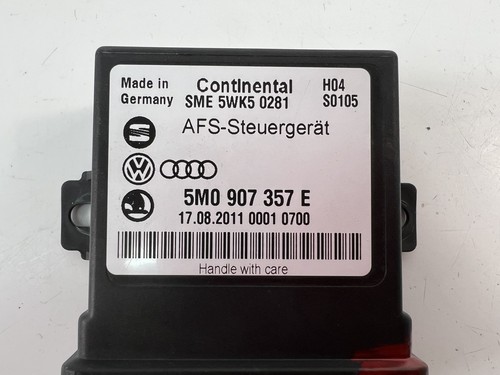 Made in Continental H04
Germany SME 5WK5 0281 S0105
AFS-Steuergerät
5M0 907 357 E
17.08.2011 0001 0700
Handle with care